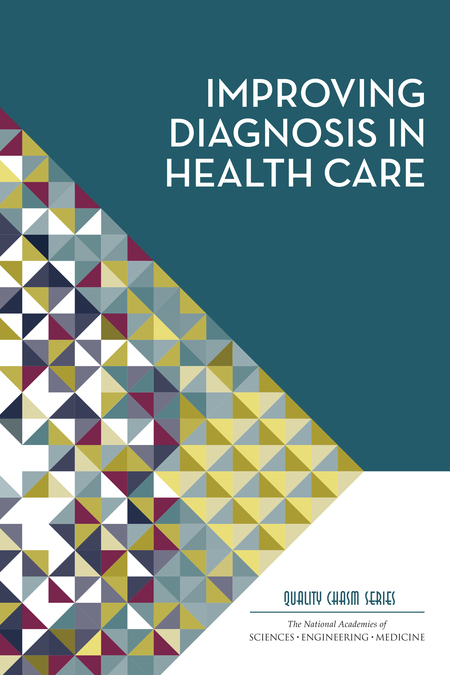 IMPROVING
DIAGNOSIS IN
HEALTH CARE
QUALITY CHASM SERIES
The National Academies of
SCIENCES • ENGINEERING • MEDICINE